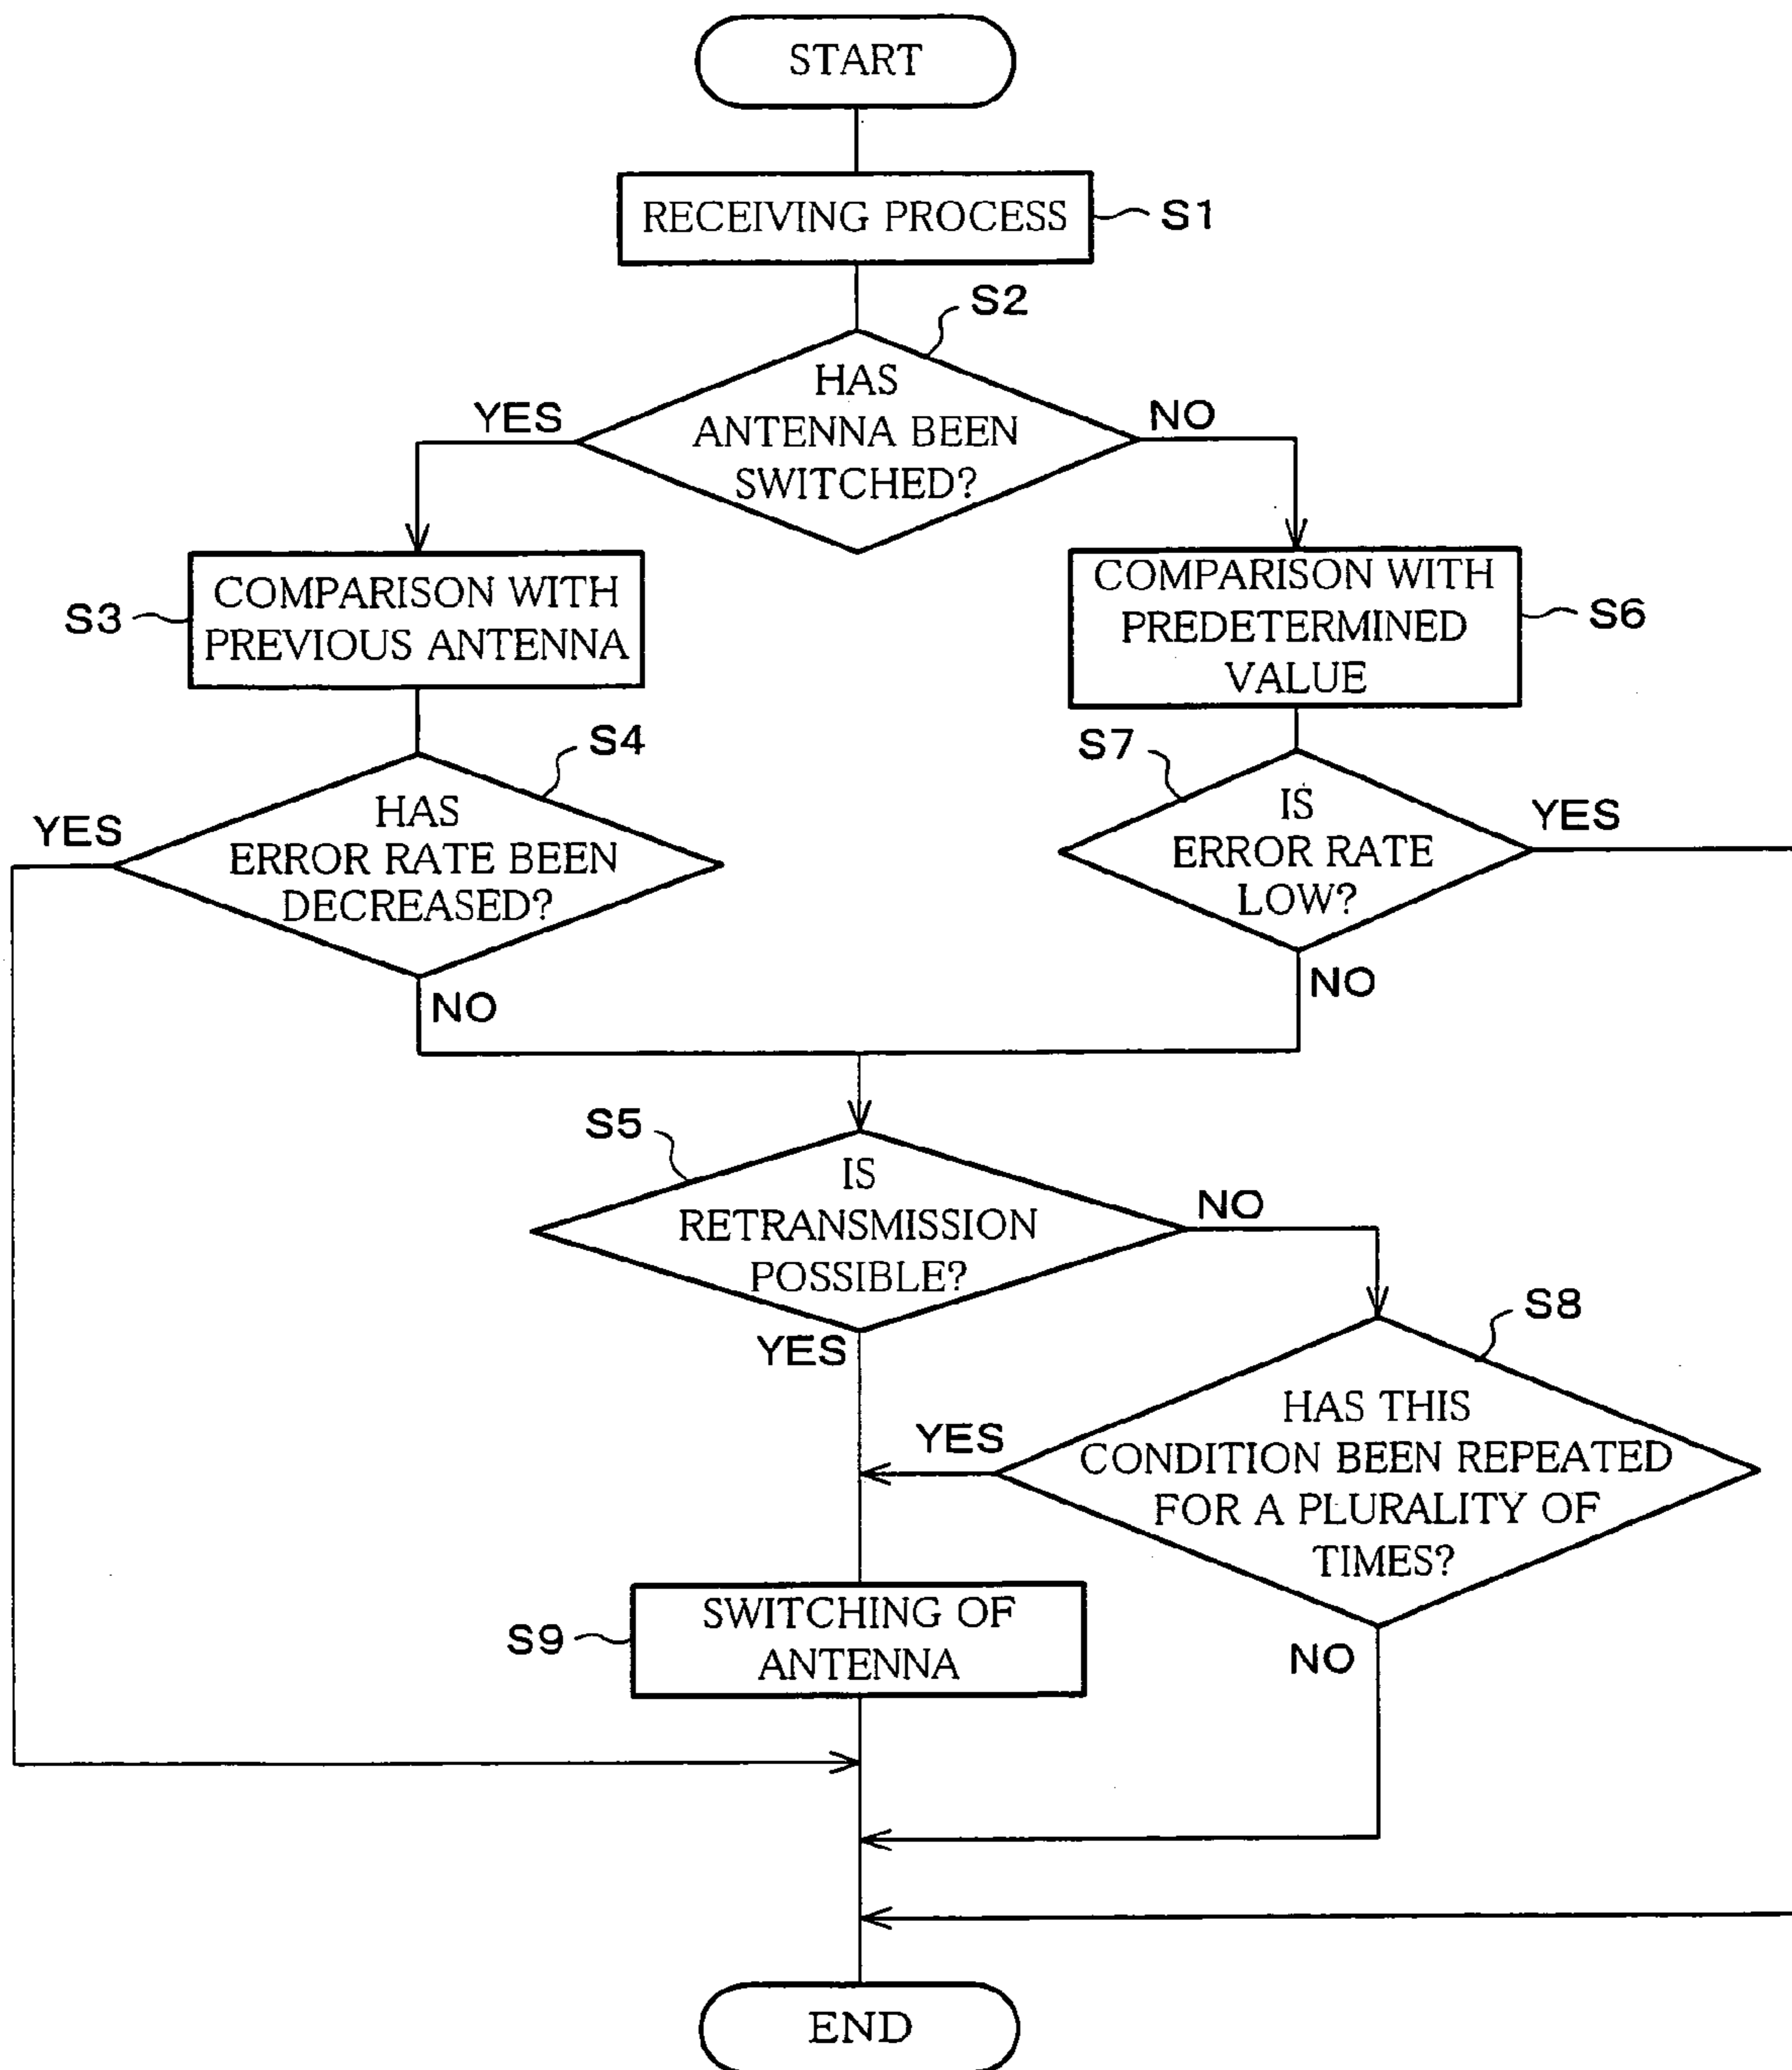 START
RECEIVING PROCESS
S1
S2
HAS
ANTENNA BEEN
SWITCHED?
YES
NO
S3
COMPARISON WITH
PREVIOUS ANTENNA
COMPARISON WITH
PREDETERMINED
VALUE
S6
S4
HAS
ERROR RATE BEEN
DECREASED?
YES
NO
S7
IS
ERROR RATE
LOW?
YES
NO
S5
IS
RETRANSMISSION
POSSIBLE?
NO
YES
S8
HAS THIS
CONDITION BEEN REPEATED
FOR A PLURALITY OF
TIMES?
YES
NO
S9
SWITCHING OF
ANTENNA
END